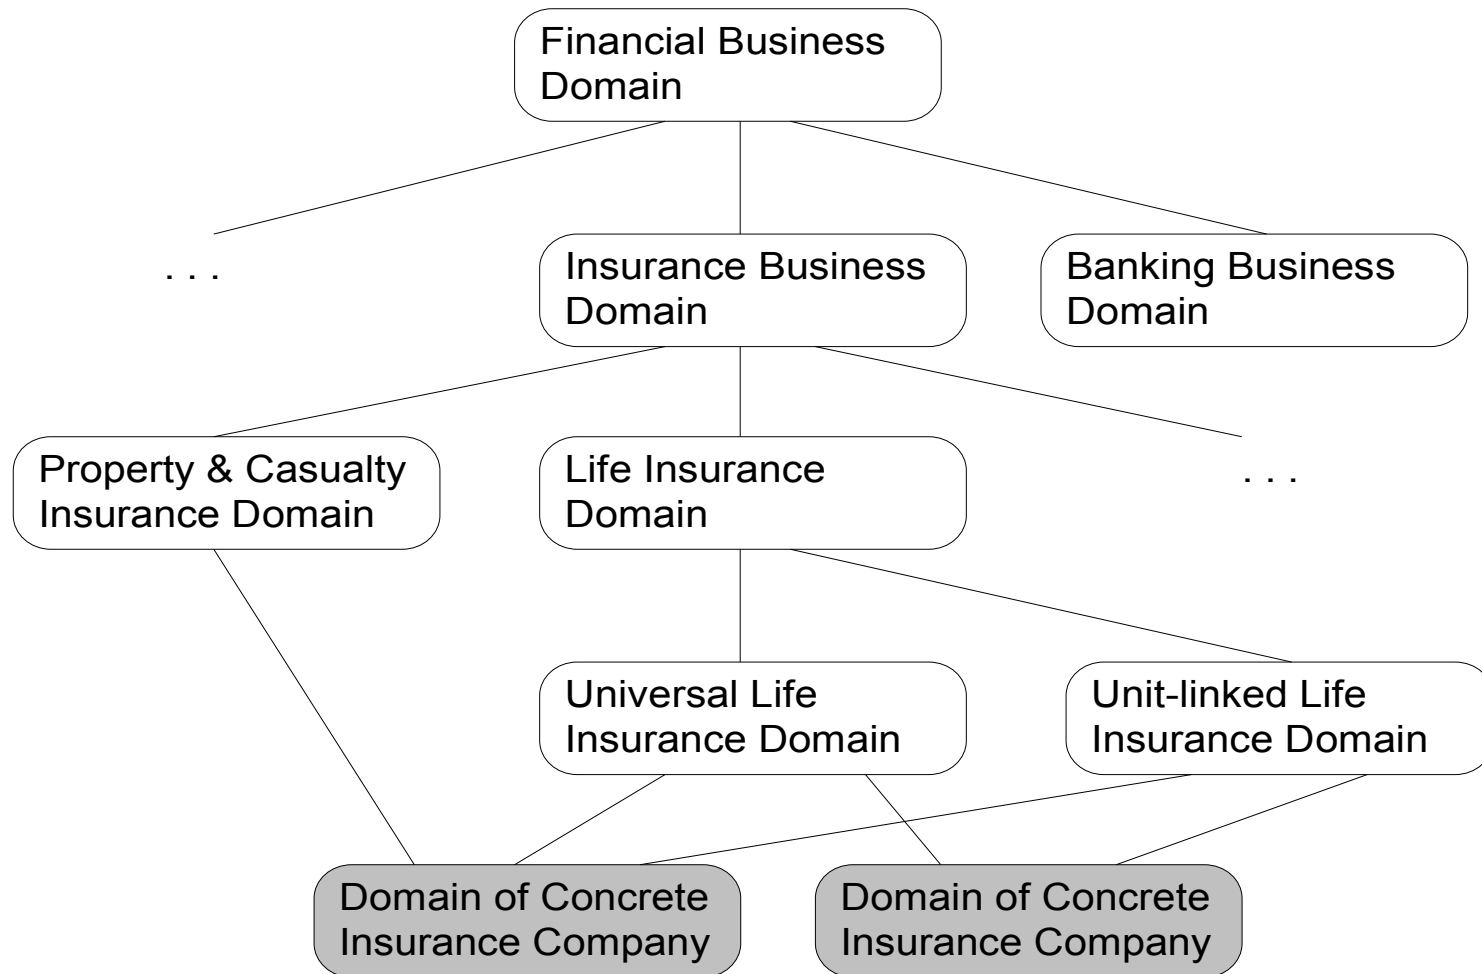 Financial Business
Domain
. . .
Insurance Business
Domain
Banking Business
Domain
Property & Casualty
Insurance Domain
Life Insurance
Domain
. . .
Universal Life
Insurance Domain
Unit-linked Life
Insurance Domain
Domain of Concrete
Insurance Company
Domain of Concrete
Insurance Company